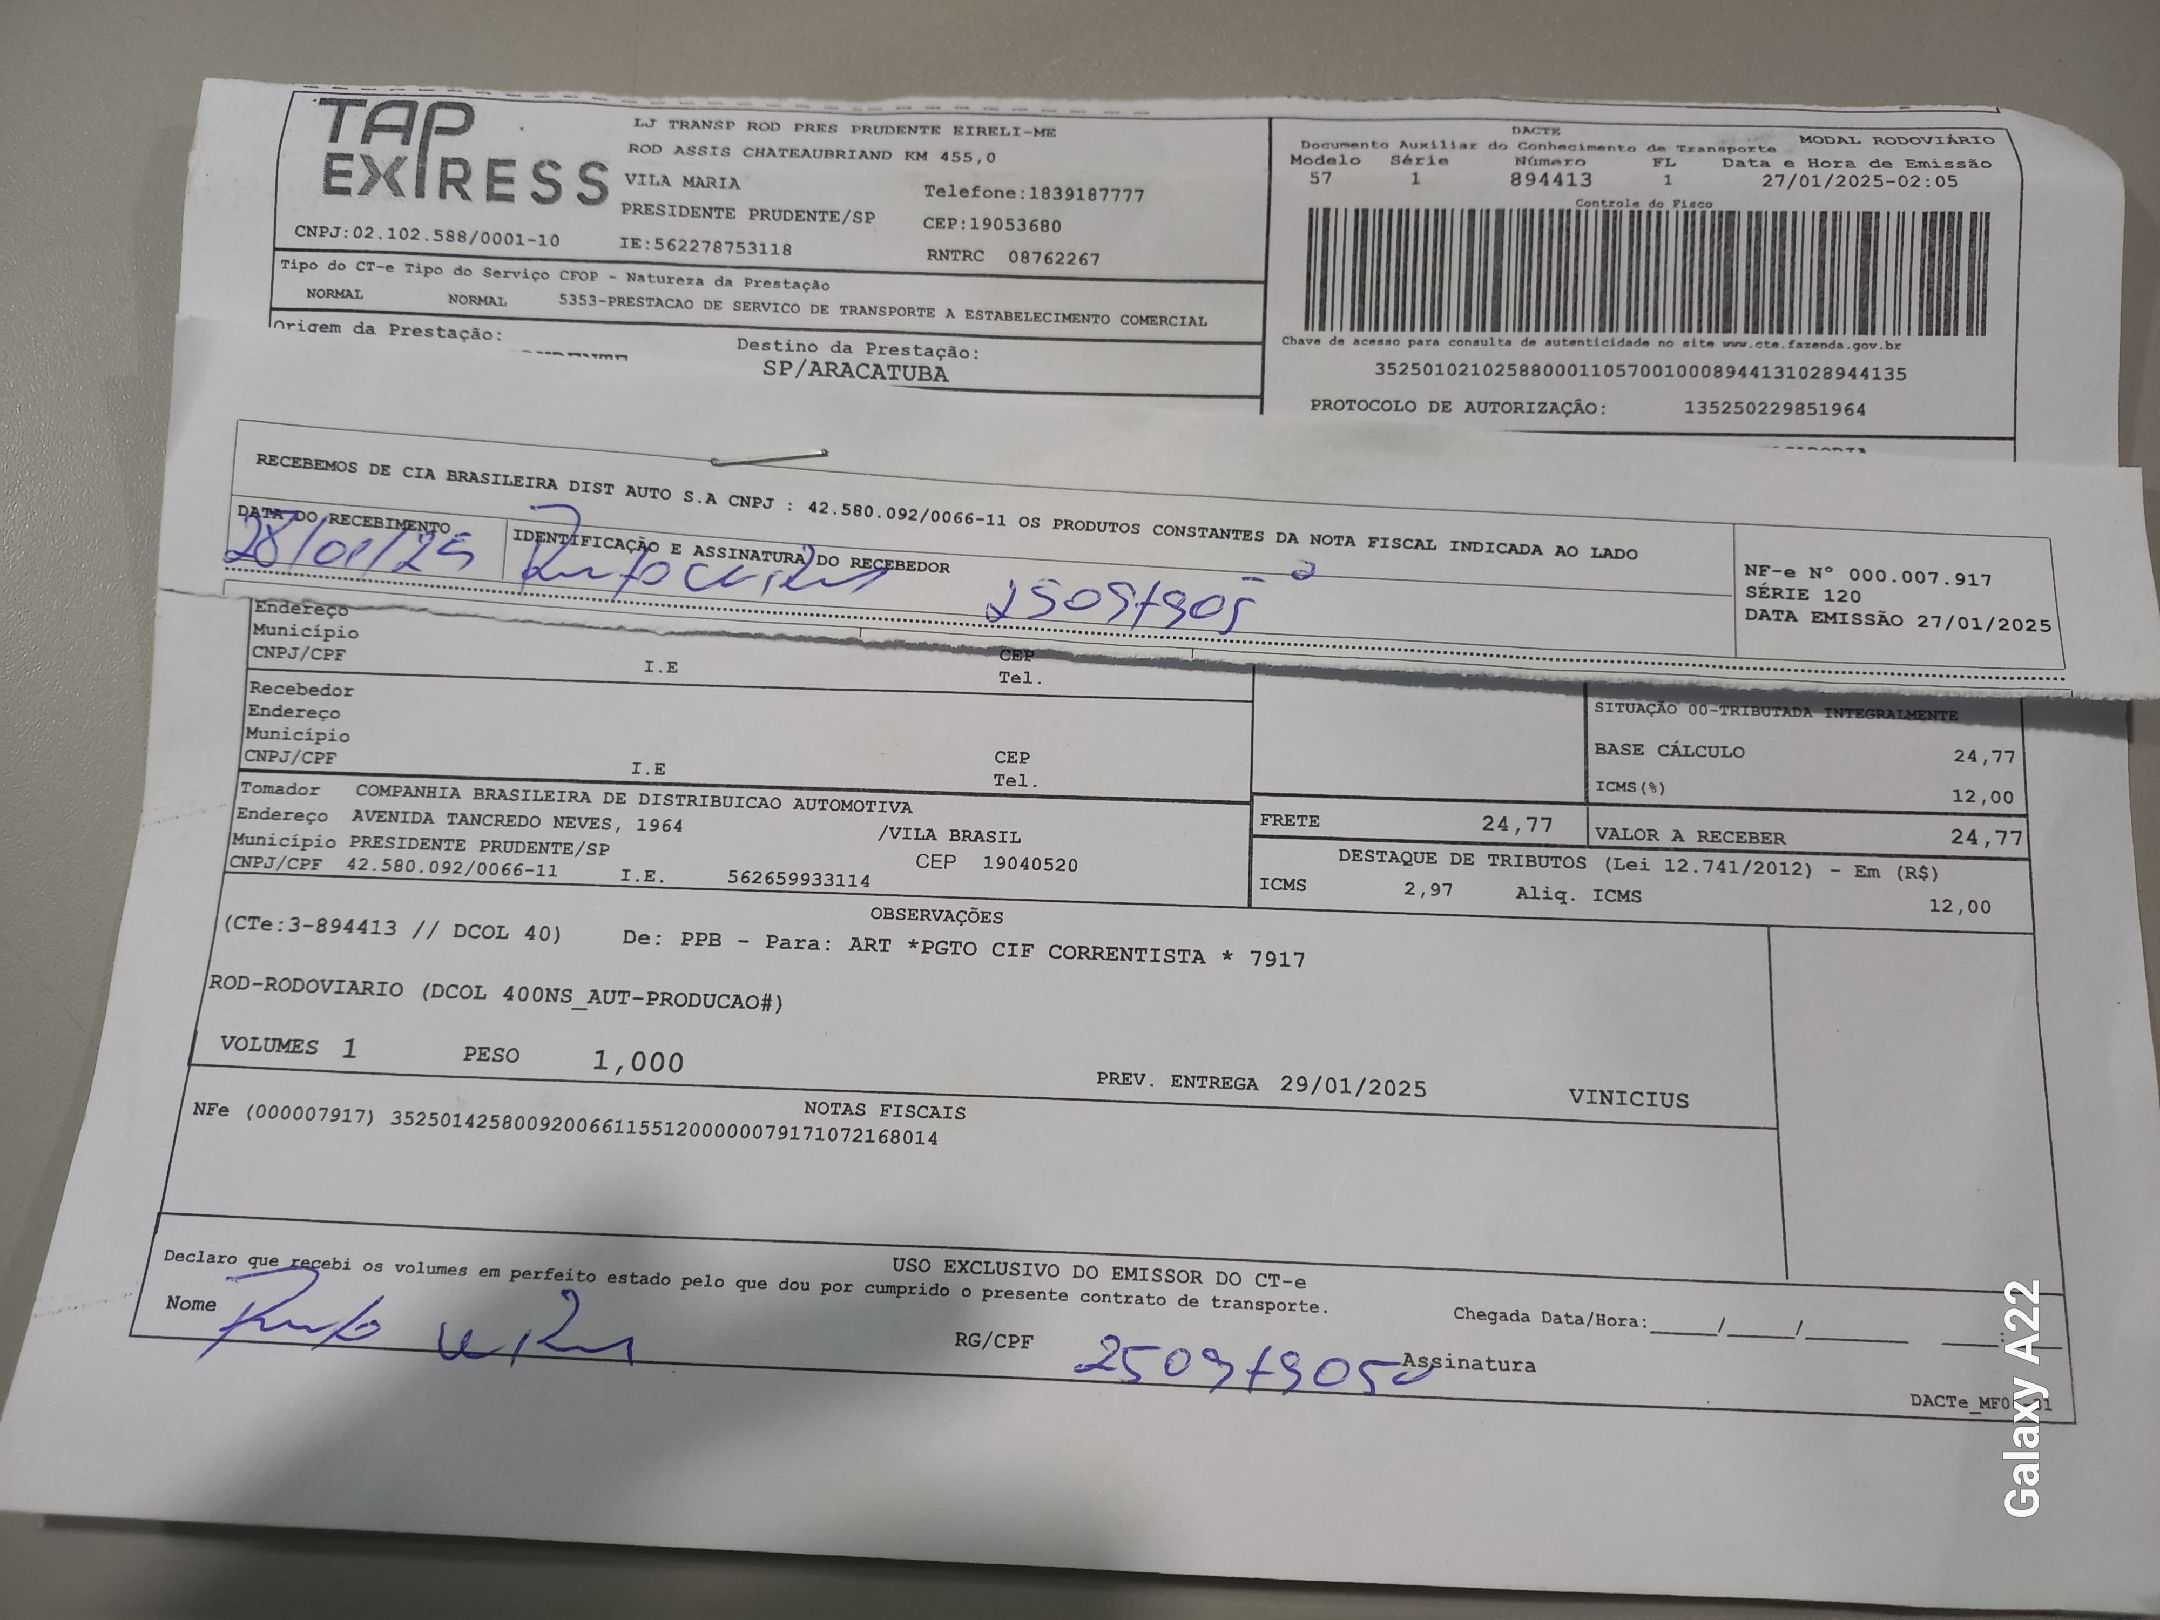 TAP
EXPRESS
LJ TRANSP ROD PRES PRUDENTE EIRELI-ME
ROD ASSIS CHATEAUBRIAND KM 455,0
VILA MARIA
Telefone:1839187777
PRESIDENTE PRUDENTE/SP
CEP:19053680
CNPJ:02.102.588/0001-10
IE:562278753118
RNTRC 08762267
DACTE
MODAL RODOVIÁRIO
Documento Auxiliar do Conhecimento de Transporte
Modelo Série Número FL Data e Hora de Emissão
57 1 894413 1 27/01/2025-02:05
Controle do Fisco
Chave de acesso para consulta de autenticidade no site www.cte.fazenda.gov.br
35250102102588000110570010008944131028944135
PROTOCOLO DE AUTORIZAÇÃO: 135250229851964
Tipo do CT-e Tipo do Serviço CFOP - Natureza da Prestação
NORMAL NORMAL 5353-PRESTACAO DE SERVICO DE TRANSPORTE A ESTABELECIMENTO COMERCIAL
Origem da Prestação:
Destino da Prestação:
SP/ARACATUBA
RECEBEMOS DE CIA BRASILEIRA DIST AUTO S.A CNPJ : 42.580.092/0066-11 OS PRODUTOS CONSTANTES DA NOTA FISCAL INDICADA AO LADO
DATA DO RECEBIMENTO
28/01/25
IDENTIFICAÇÃO E ASSINATURA DO RECEBEDOR
NF-e Nº 000.007.917
SÉRIE 120
DATA EMISSÃO 27/01/2025
Endereço
Município
CNPJ/CPF I.E CEP
Tel.
Recebedor
Endereço
Município
CNPJ/CPF I.E CEP
Tel.
SITUAÇÃO 00-TRIBUTADA INTEGRALMENTE
BASE CÁLCULO 24,77
ICMS(%) 12,00
Tomador COMPANHIA BRASILEIRA DE DISTRIBUICAO AUTOMOTIVA
Endereço AVENIDA TANCREDO NEVES, 1964 /VILA BRASIL
Município PRESIDENTE PRUDENTE/SP CEP 19040520
CNPJ/CPF 42.580.092/0066-11 I.E. 562659933114
FRETE 24,77 VALOR A RECEBER 24,77
DESTAQUE DE TRIBUTOS (Lei 12.741/2012) - Em (R$)
ICMS 2,97 Aliq. ICMS 12,00
OBSERVAÇÕES
(CTe:3-894413 // DCOL 40) De: PPB - Para: ART *PGTO CIF CORRENTISTA * 7917
ROD-RODOVIARIO (DCOL 400NS_AUT-PRODUCAO#)
VOLUMES 1 PESO 1,000 PREV. ENTREGA 29/01/2025 VINICIUS
NOTAS FISCAIS
NFe (000007917) 35250142580092006611551200000079171072168014
USO EXCLUSIVO DO EMISSOR DO CT-e
Declaro que recebi os volumes em perfeito estado pelo que dou por cumprido o presente contrato de transporte.
Chegada Data/Hora:
Nome
RG/CPF
Assinatura
Galaxy A22